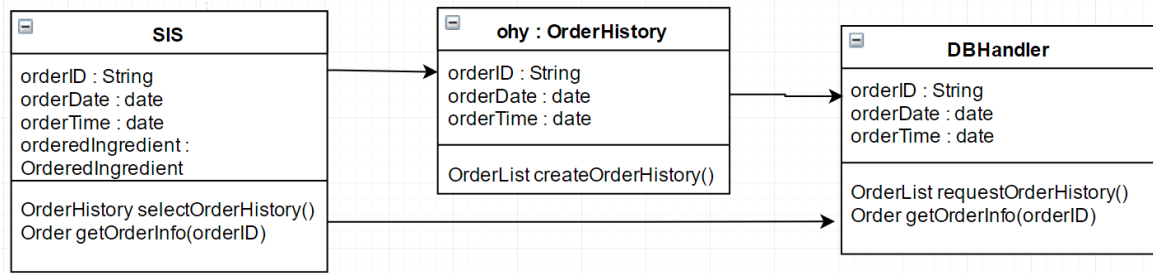 SIS
orderID : String
orderDate : date
orderTime : date
orderedIngredient :
OrderedIngredient
OrderHistory selectOrderHistory()
Order getOrderInfo(orderID)
ohy : OrderHistory
orderID : String
orderDate : date
orderTime : date
OrderList createOrderHistory()
DBHandler
orderID : String
orderDate : date
orderTime : date
OrderList requestOrderHistory()
Order getOrderInfo(orderID)